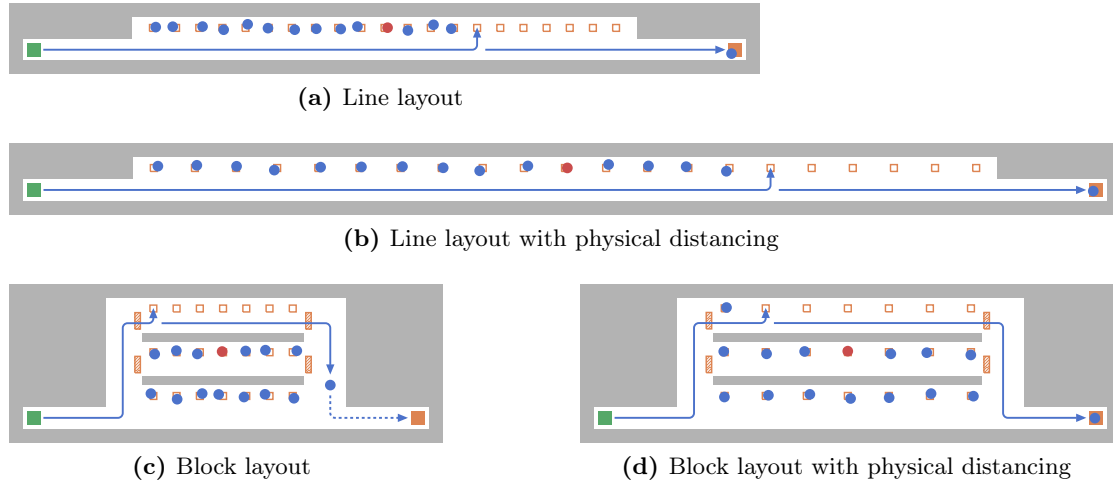 (a) Line layout
(b) Line layout with physical distancing
(c) Block layout
(d) Block layout with physical distancing